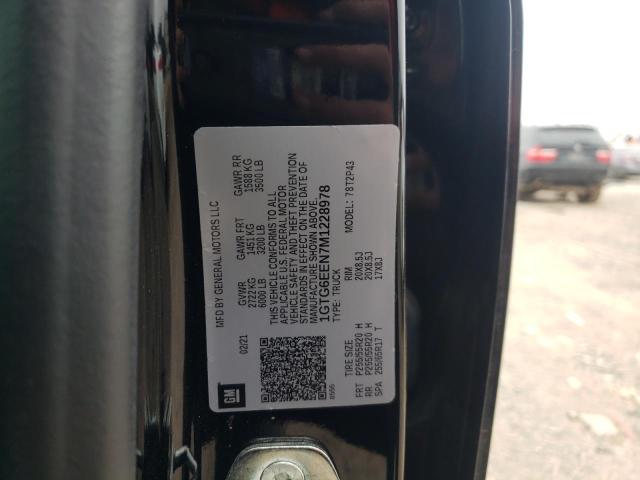 MFD BY GENERAL MOTORS LLC
02/21
GVWR
2722 KG
6000 LB
GAWR FRT
1451 KG
3200 LB
GAWR RR
1588 KG
3500 LB
THIS VEHICLE CONFORMS TO ALL
APPLICABLE U.S. FEDERAL MOTOR
VEHICLE SAFETY AND THEFT PREVENTION
STANDARDS IN EFFECT ON THE DATE OF
MANUFACTURE SHOWN ABOVE.
1GTG6EEN7M1228978
TYPE: TRUCK
MODEL: 78T2P43
TIRE SIZE RIM
FRT P255/55R20 H 20X8.5J
RR P255/55R20 H 20X8.5J
SPA 255/65R17 T 17X8J
GM